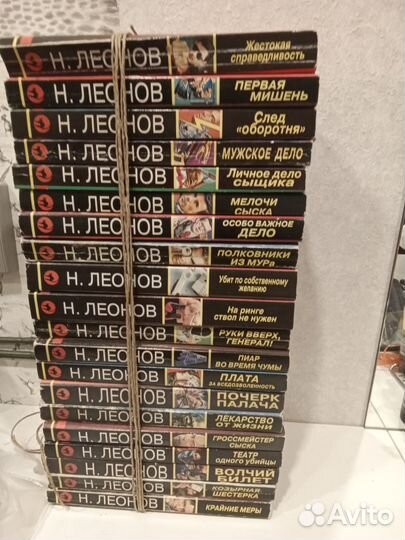 Н. ЛЕОНОВ Жестокая
справедливость
Н. ЛЕОНОВ ПЕРВАЯ
МИШЕНЬ
Н. ЛЕОНОВ След
«оборотня»
Н. ЛЕОНОВ МУЖСКОЕ ДЕЛО
Н. ЛЕОНОВ Личное дело
сыщика
Н. ЛЕОНОВ МЕЛОЧИ
СЫСКА
Н. ЛЕОНОВ ОСОБО ВАЖНОЕ
ДЕЛО
Н. ЛЕОНОВ ПОЛКОВНИКИ
ИЗ МУРа
Н. ЛЕОНОВ Убит по собственному
желанию
Н. ЛЕОНОВ На ринге
ствол не нужен
Н. ЛЕОНОВ РУКИ ВВЕРХ,
ГЕНЕРАЛ!
Н. ЛЕОНОВ ПИАР
ВО ВРЕМЯ ЧУМЫ
Н. ЛЕОНОВ ПЛАТА
ЗА ВСЕДОЗВОЛЕННОСТЬ
Н. ЛЕОНОВ ПОЧЕРК
ПАЛАЧА
Н. ЛЕОНОВ ЛЕКАРСТВО
ОТ ЖИЗНИ
Н. ЛЕОНОВ ГРОССМЕЙСТЕР
СЫСКА
Н. ЛЕОНОВ ТЕАТР
ОДНОГО УБИЙЦЫ
Н. ЛЕОНОВ ВОЛЧИЙ
БИЛЕТ
Н. ЛЕОНОВ КОЗЫРНАЯ
ШЕСТЕРКА
Н. ЛЕОНОВ КРАЙНИЕ МЕРЫ
Avito